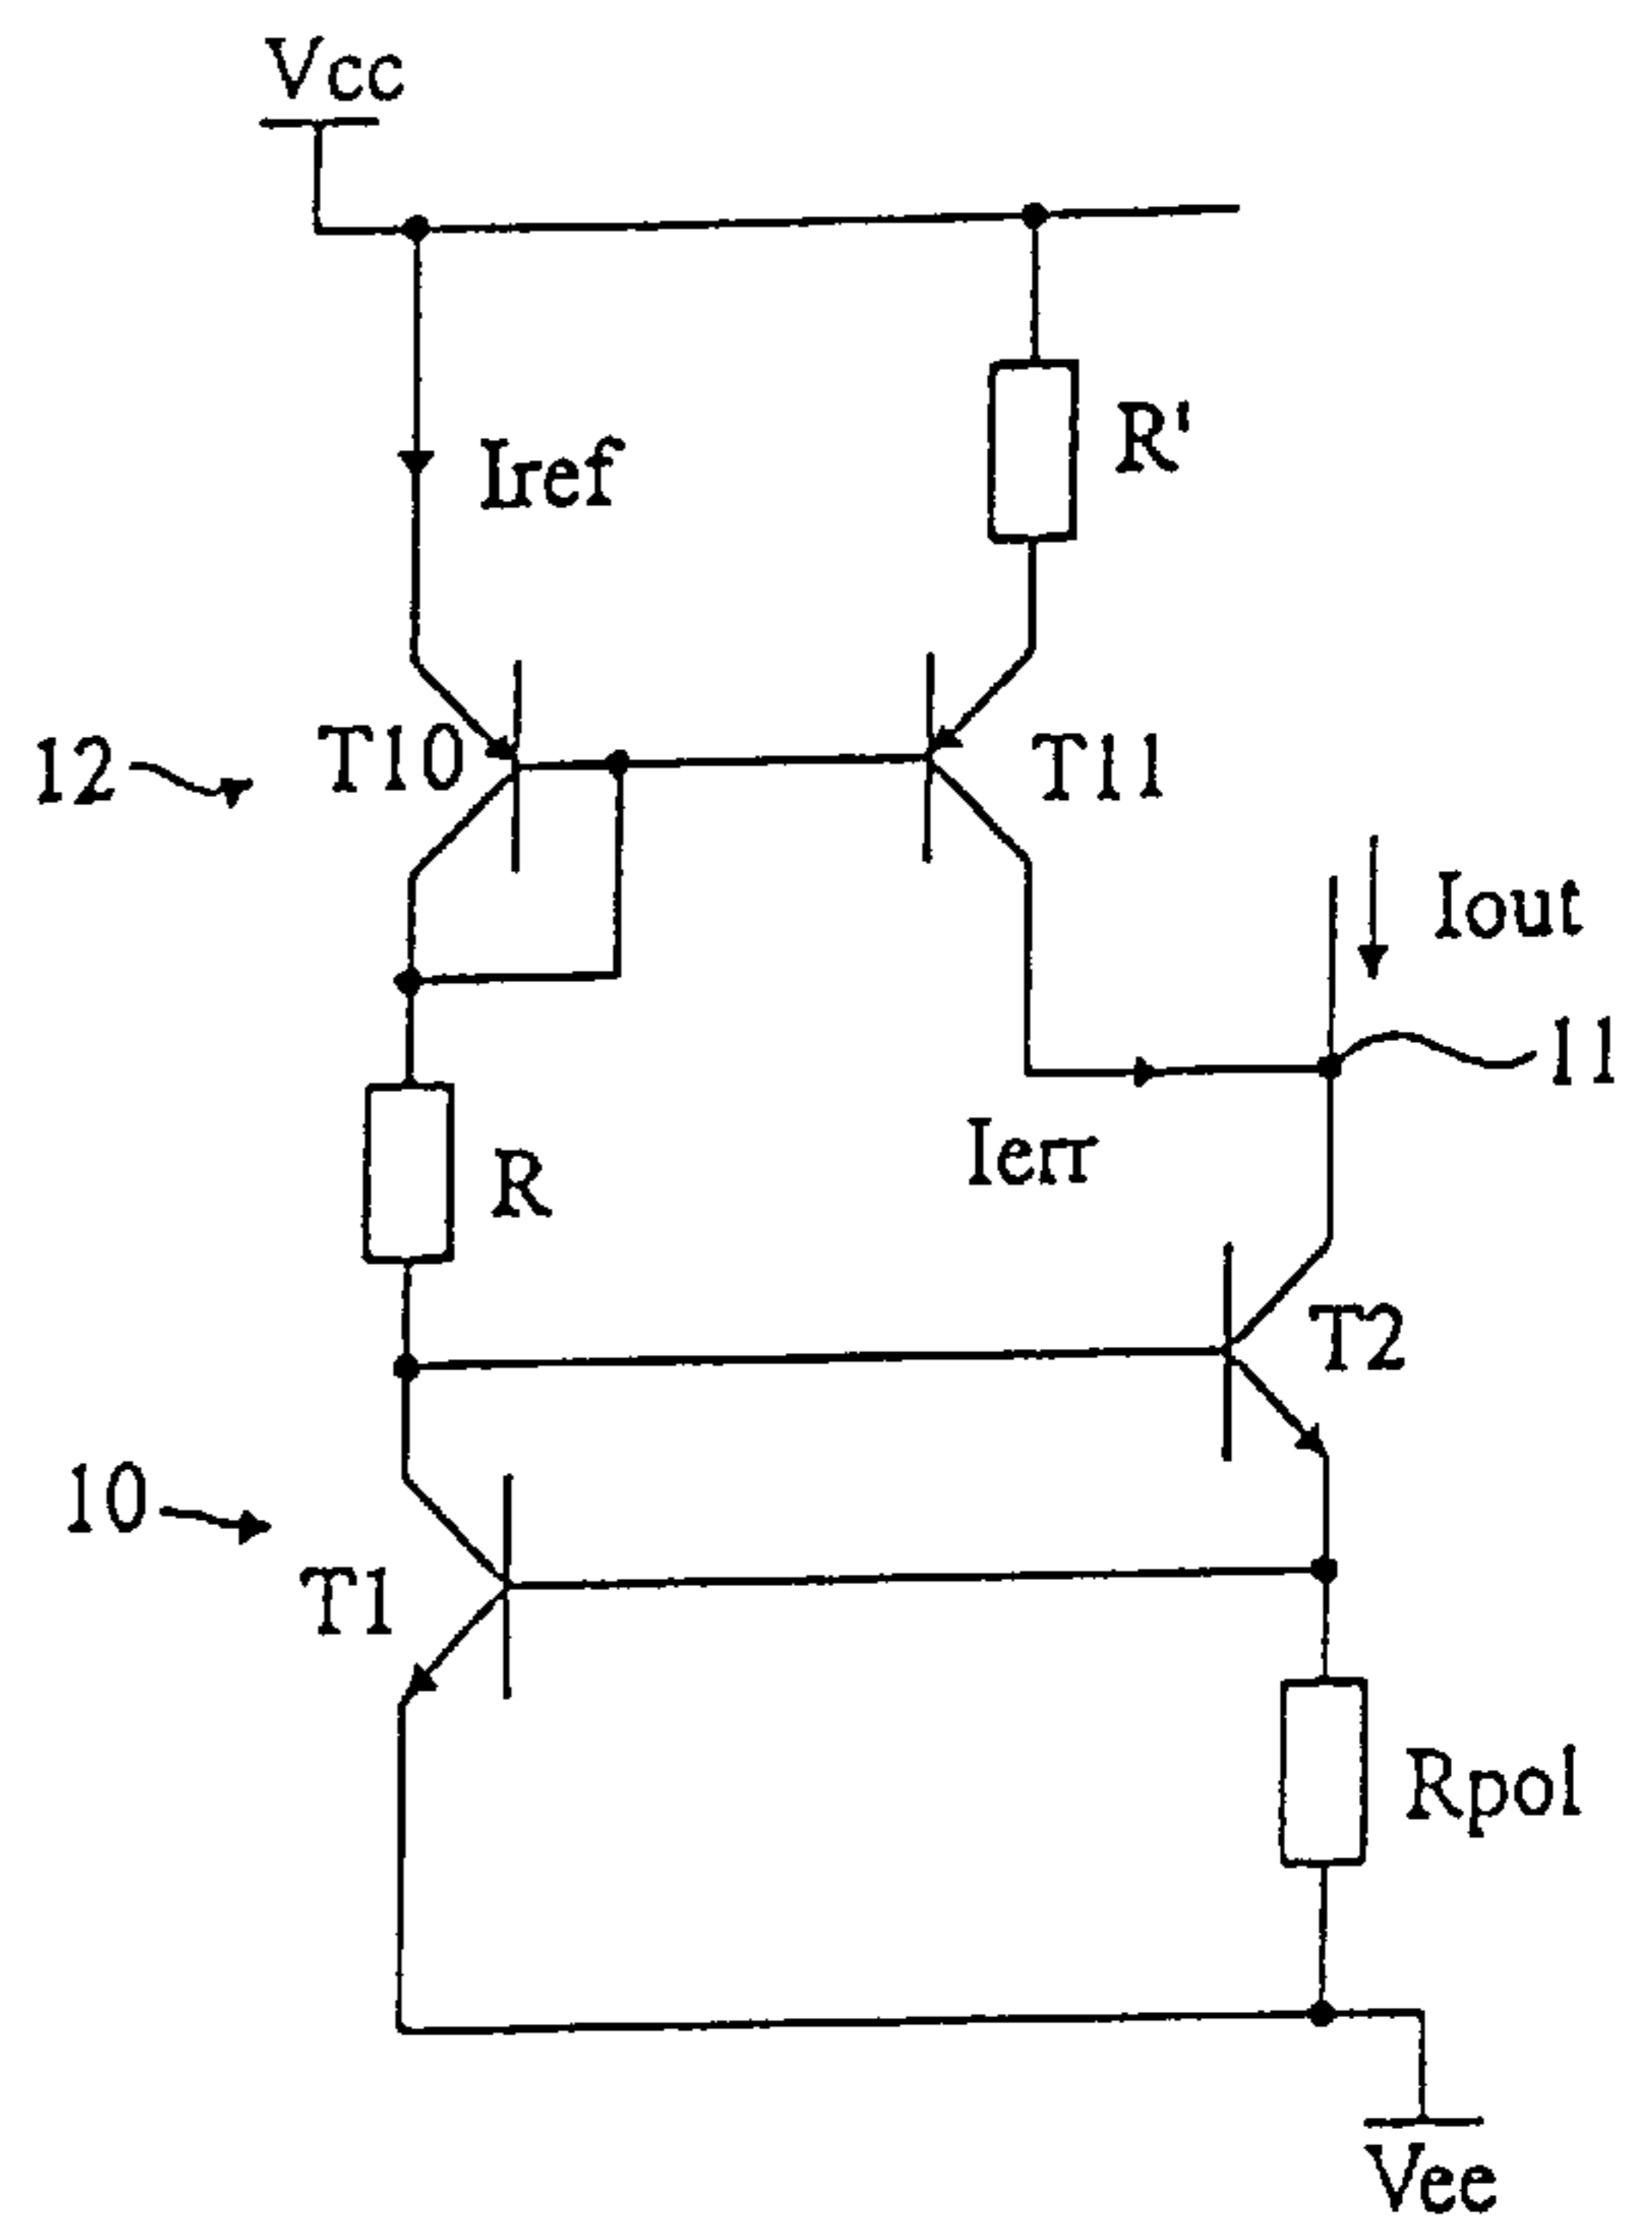 Vcc
R'
Iref
12
T10
T11
Iout
11
Ierr
R
T2
10
T1
Rpol
Vee